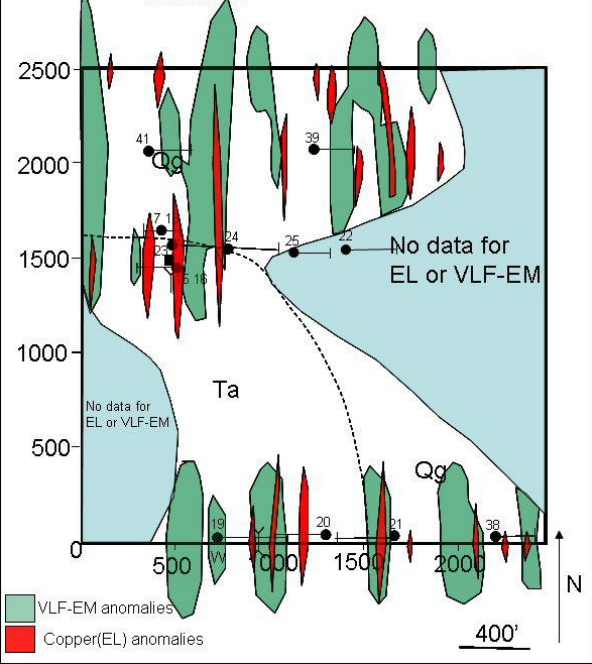 2500
41
39
Qg
2000
7 1
24
25
22
23
No data for
EL or VLF-EM
1500
5 16
1000
Ta
No data for
EL or VLF-EM
500
Qg
19
20
21
38
0
500
1000
1500
2000
N
VLF-EM anomalies
Copper(EL) anomalies
400'